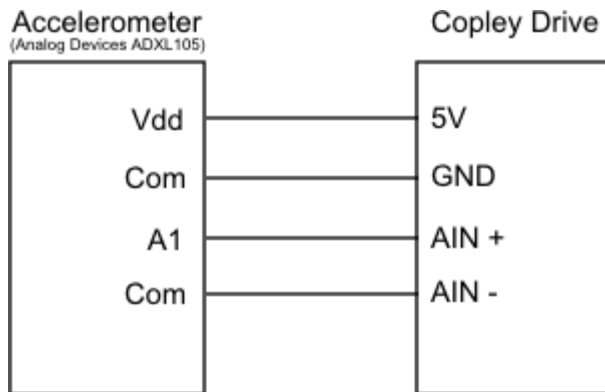 Accelerometer
(Analog Devices ADXL105)
Copley Drive
Vdd
5V
Com
GND
A1
AIN +
Com
AIN -